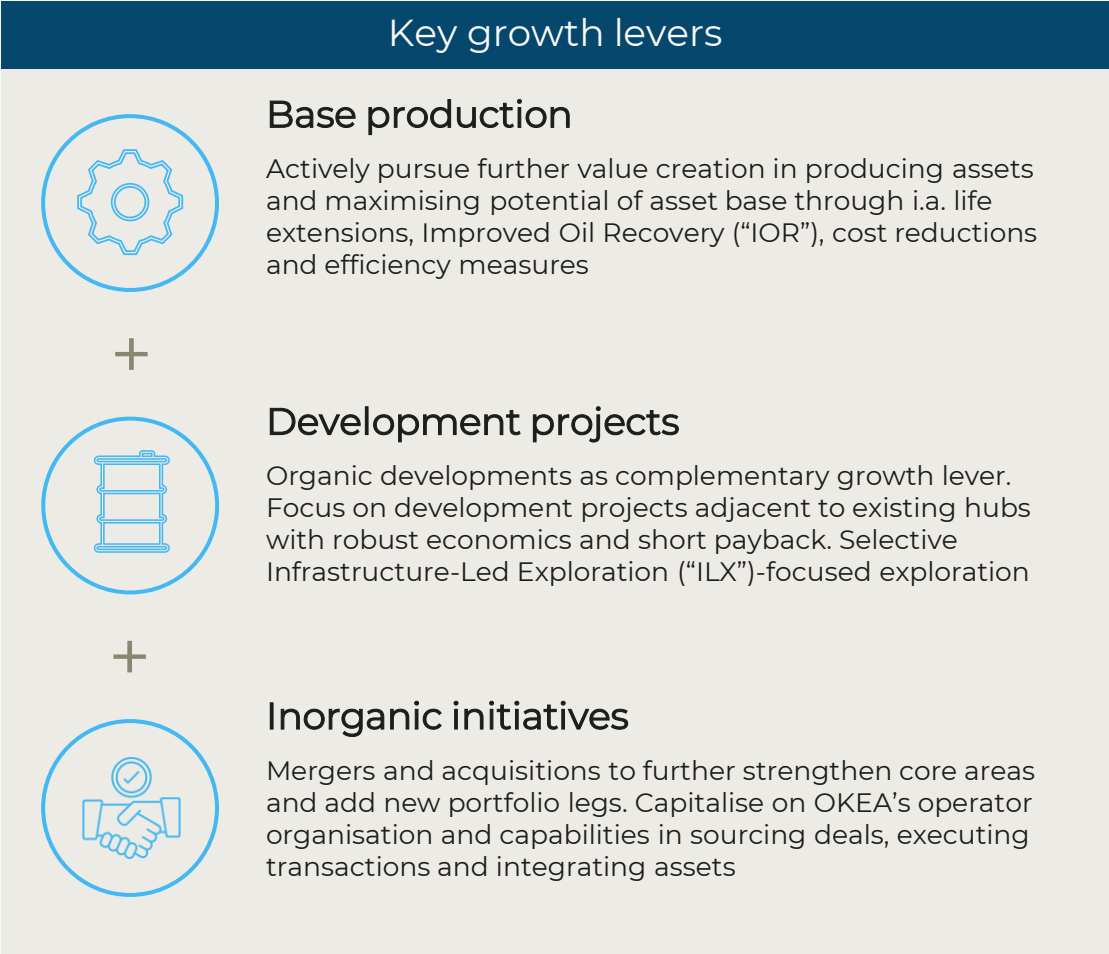 Key growth levers
Base production
Actively pursue further value creation in producing assets
and maximising potential of asset base through i.a. life
extensions, Improved Oil Recovery (“IOR”), cost reductions
and efficiency measures
+
Development projects
Organic developments as complementary growth lever.
Focus on development projects adjacent to existing hubs
with robust economics and short payback. Selective
Infrastructure-Led Exploration (“ILX”)-focused exploration
+
Inorganic initiatives
Mergers and acquisitions to further strengthen core areas
and add new portfolio legs. Capitalise on OKEA’s operator
organisation and capabilities in sourcing deals, executing
transactions and integrating assets